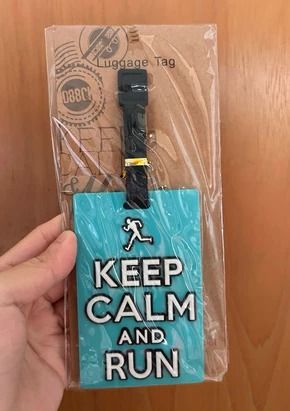 Luggage Tag
KEEP
CALM
AND
RUN